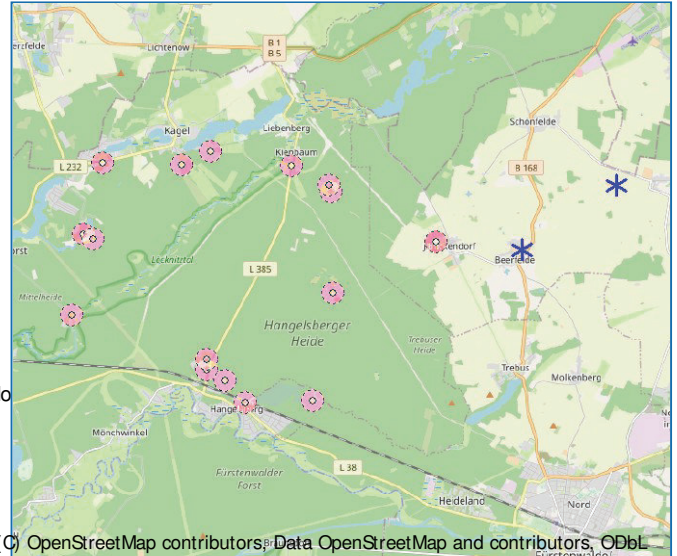 B 1
B 5
Lichtenow
Kagel
Liebenberg
Schönfelde
Kienbaum
L 232
B 168
Löcknitztal
Beerfelde
L 385
Mittelheide
Hangelsberger
Heide
Trebuser
Heide
Trebus
Molkenberg
Mönchwinkel
Fürstenwalder
Forst
L 38
Heideland
Nord
(C) OpenStreetMap contributors, Data OpenStreetMap and contributors, ODbL